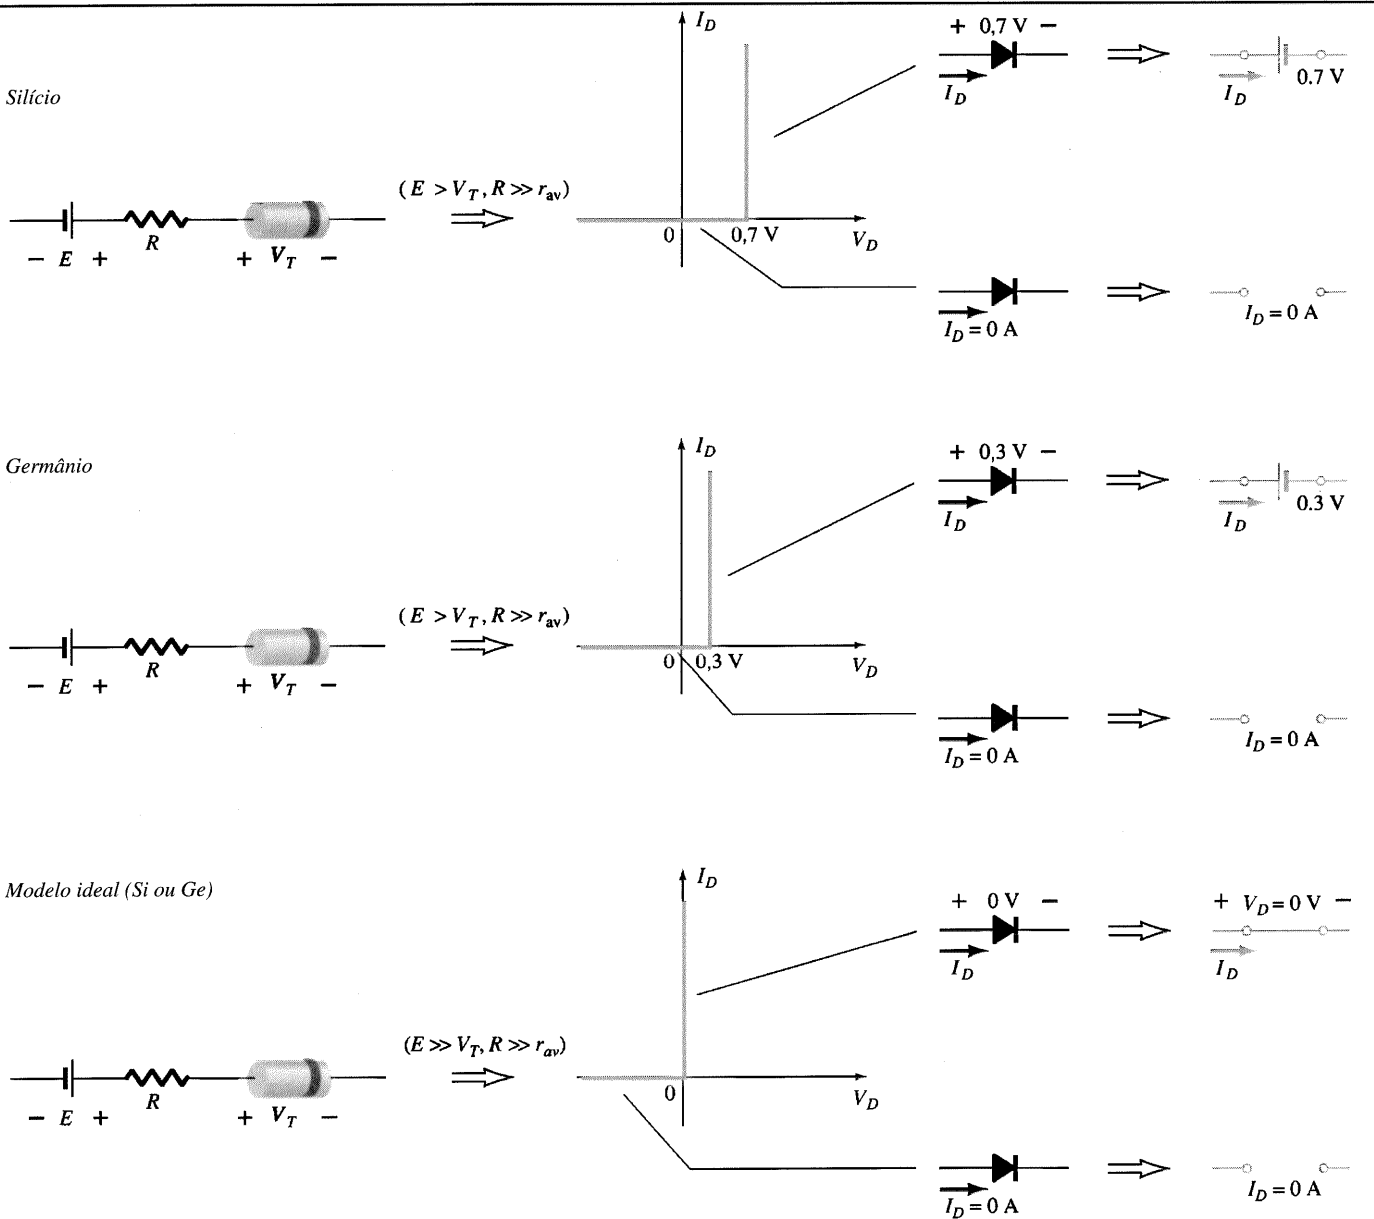 Silício
− E +
R
+ V_T −
(E > V_T, R ≫ r_av)
I_D
0
0,7 V
V_D
+ 0,7 V −
I_D
0.7 V
I_D
I_D = 0 A
I_D = 0 A
Germânio
− E +
R
+ V_T −
(E > V_T, R ≫ r_av)
I_D
0
0,3 V
V_D
+ 0,3 V −
I_D
0.3 V
I_D
I_D = 0 A
I_D = 0 A
Modelo ideal (Si ou Ge)
− E +
R
+ V_T −
(E ≫ V_T, R ≫ r_av)
I_D
0
V_D
+ 0 V −
I_D
+ V_D = 0 V −
I_D
I_D = 0 A
I_D = 0 A